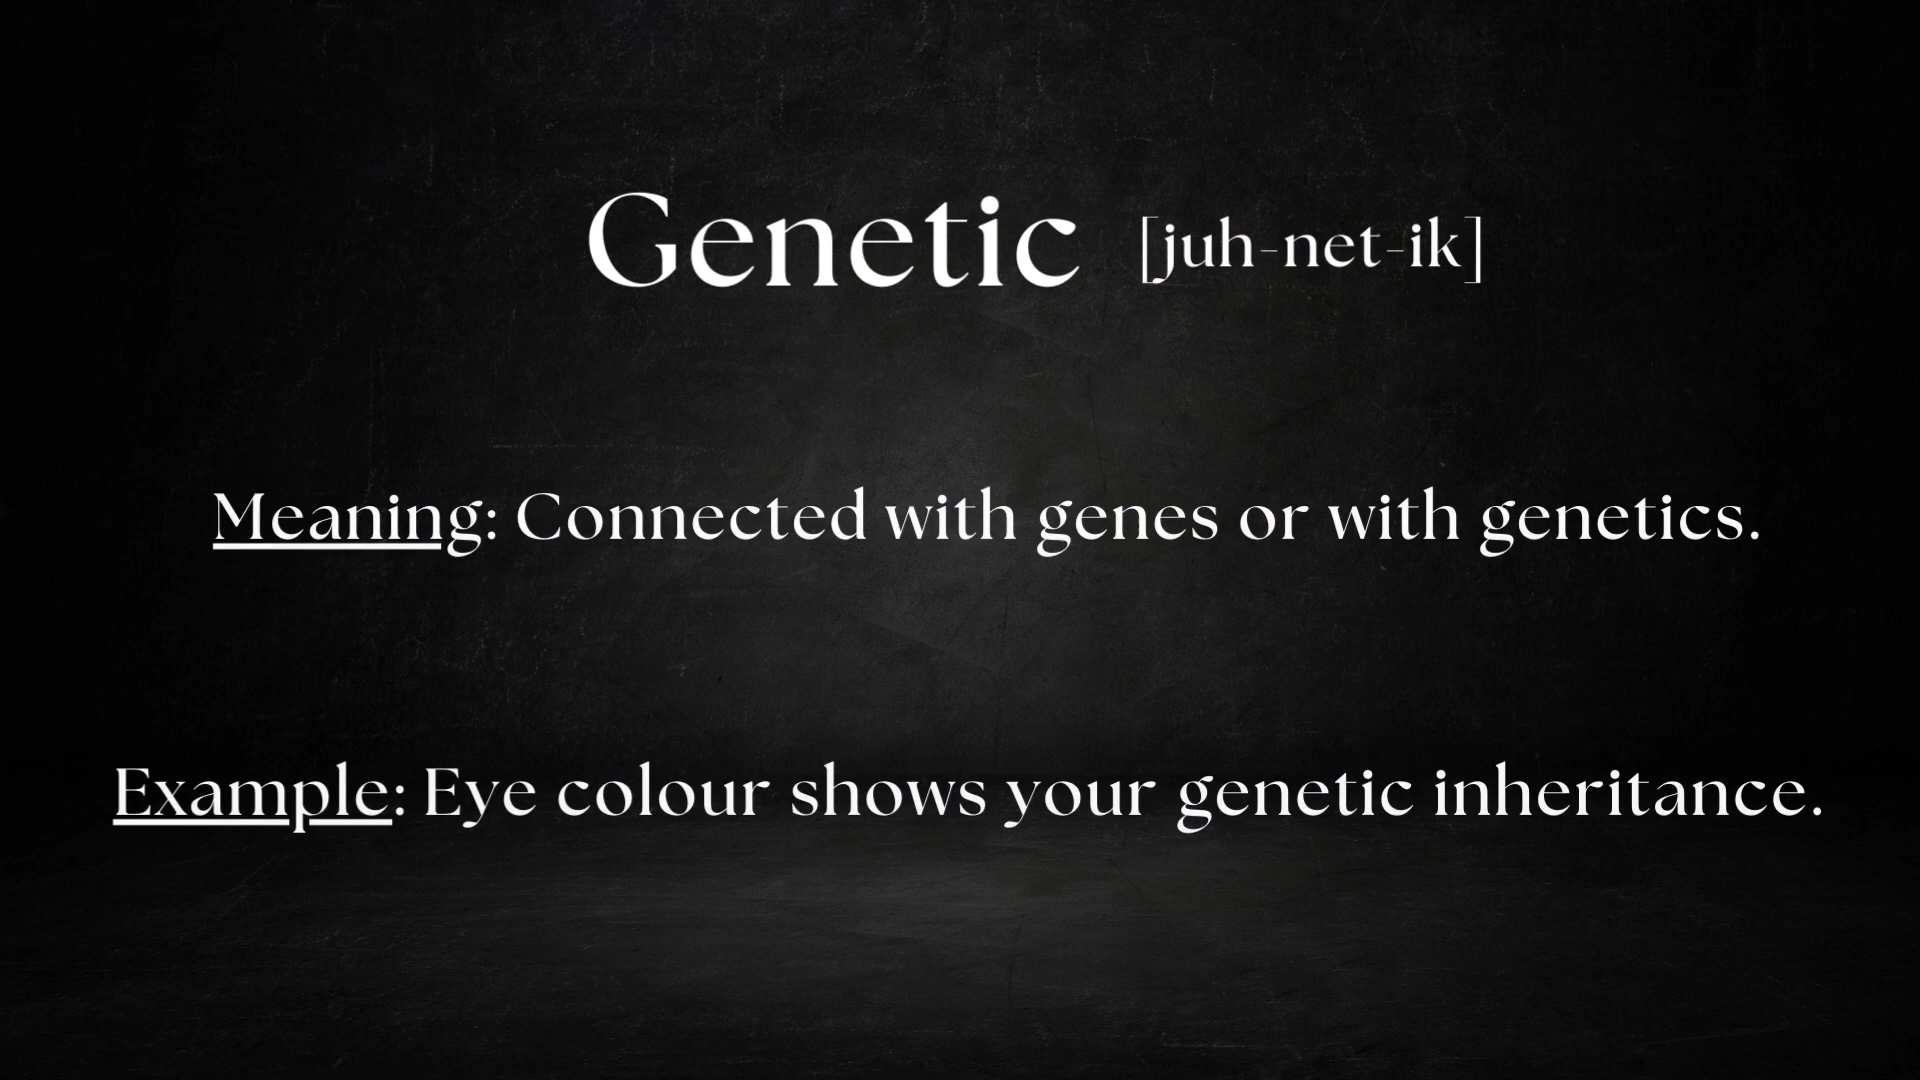 Genetic [juh-net-ik]
Meaning: Connected with genes or with genetics.
Example: Eye colour shows your genetic inheritance.